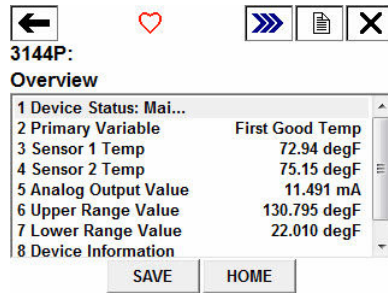 3144P:
Overview
1 Device Status: Mai...
2 Primary Variable First Good Temp
3 Sensor 1 Temp 72.94 degF
4 Sensor 2 Temp 75.15 degF
5 Analog Output Value 11.491 mA
6 Upper Range Value 130.795 degF
7 Lower Range Value 22.010 degF
8 Device Information
SAVE HOME